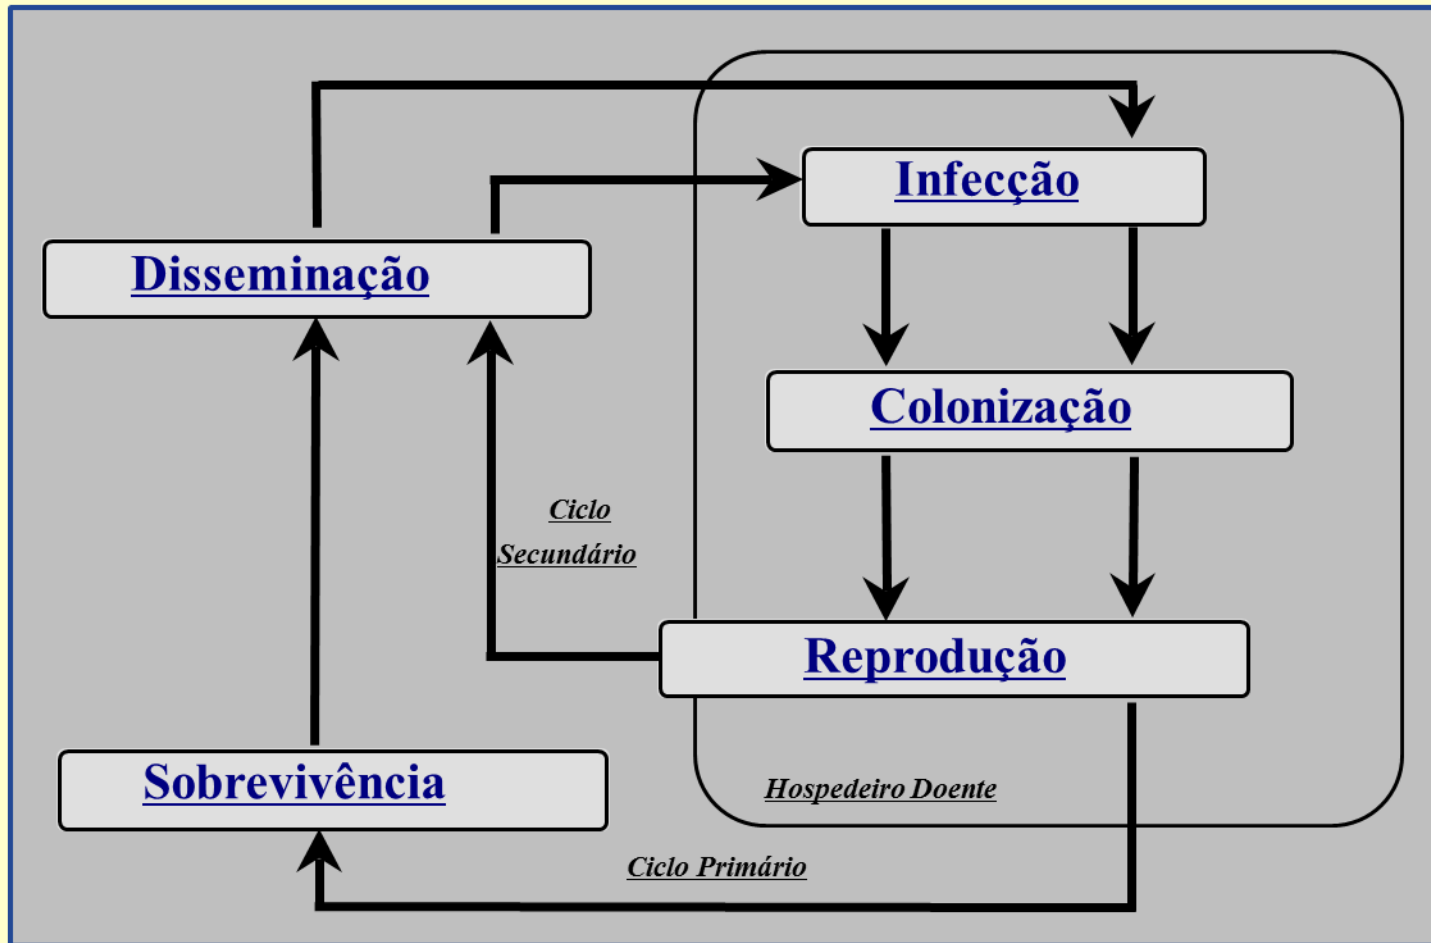 Infecção
Disseminação
Colonização
Ciclo
Secundário
Reprodução
Sobrevivência
Hospedeiro Doente
Ciclo Primário